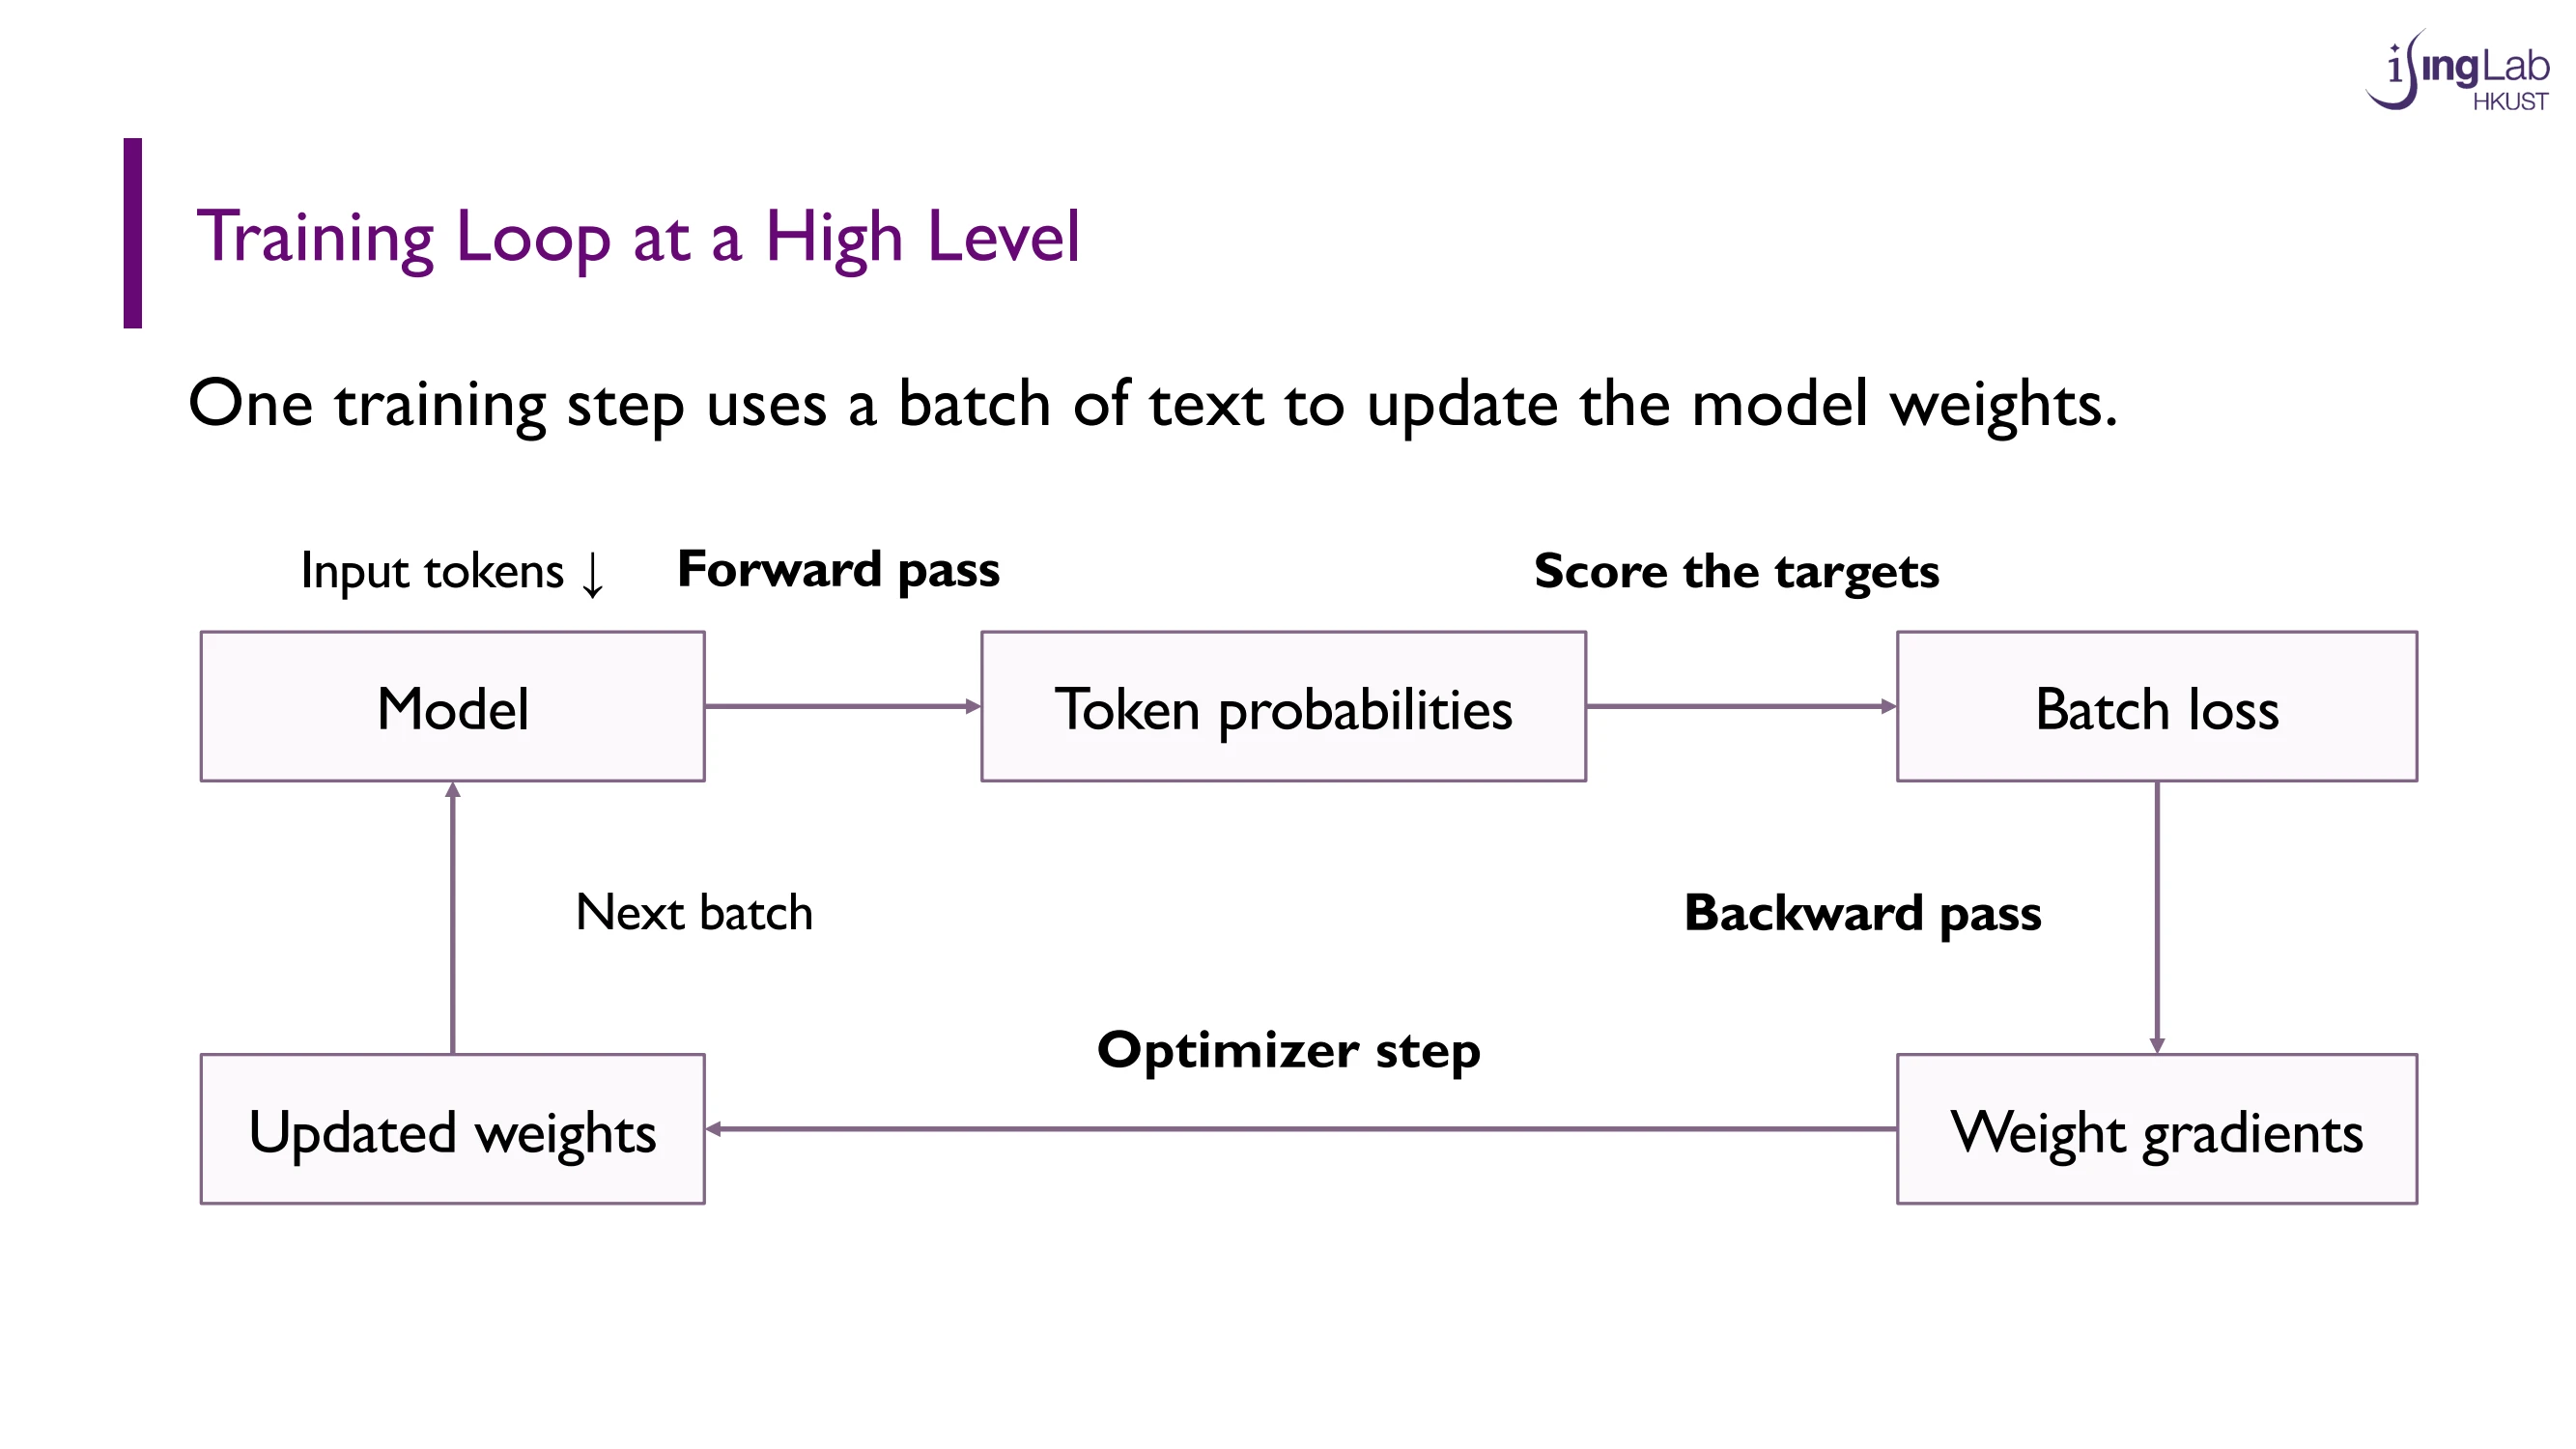 iSingLab
HKUST
Training Loop at a High Level
One training step uses a batch of text to update the model weights.
Input tokens ↓
Forward pass
Score the targets
Model
Token probabilities
Batch loss
Next batch
Backward pass
Optimizer step
Updated weights
Weight gradients